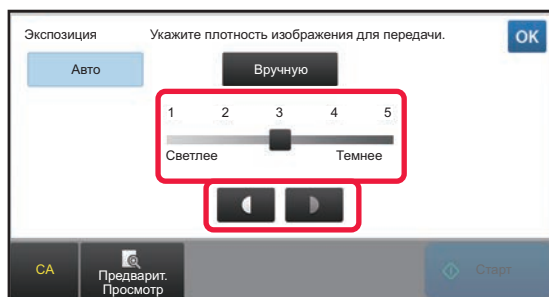 Экспозиция Укажите плотность изображения для передачи. OK
Авто Вручную
1 2 3 4 5
Светлее Темнее
CA Предварит. Просмотр Старт